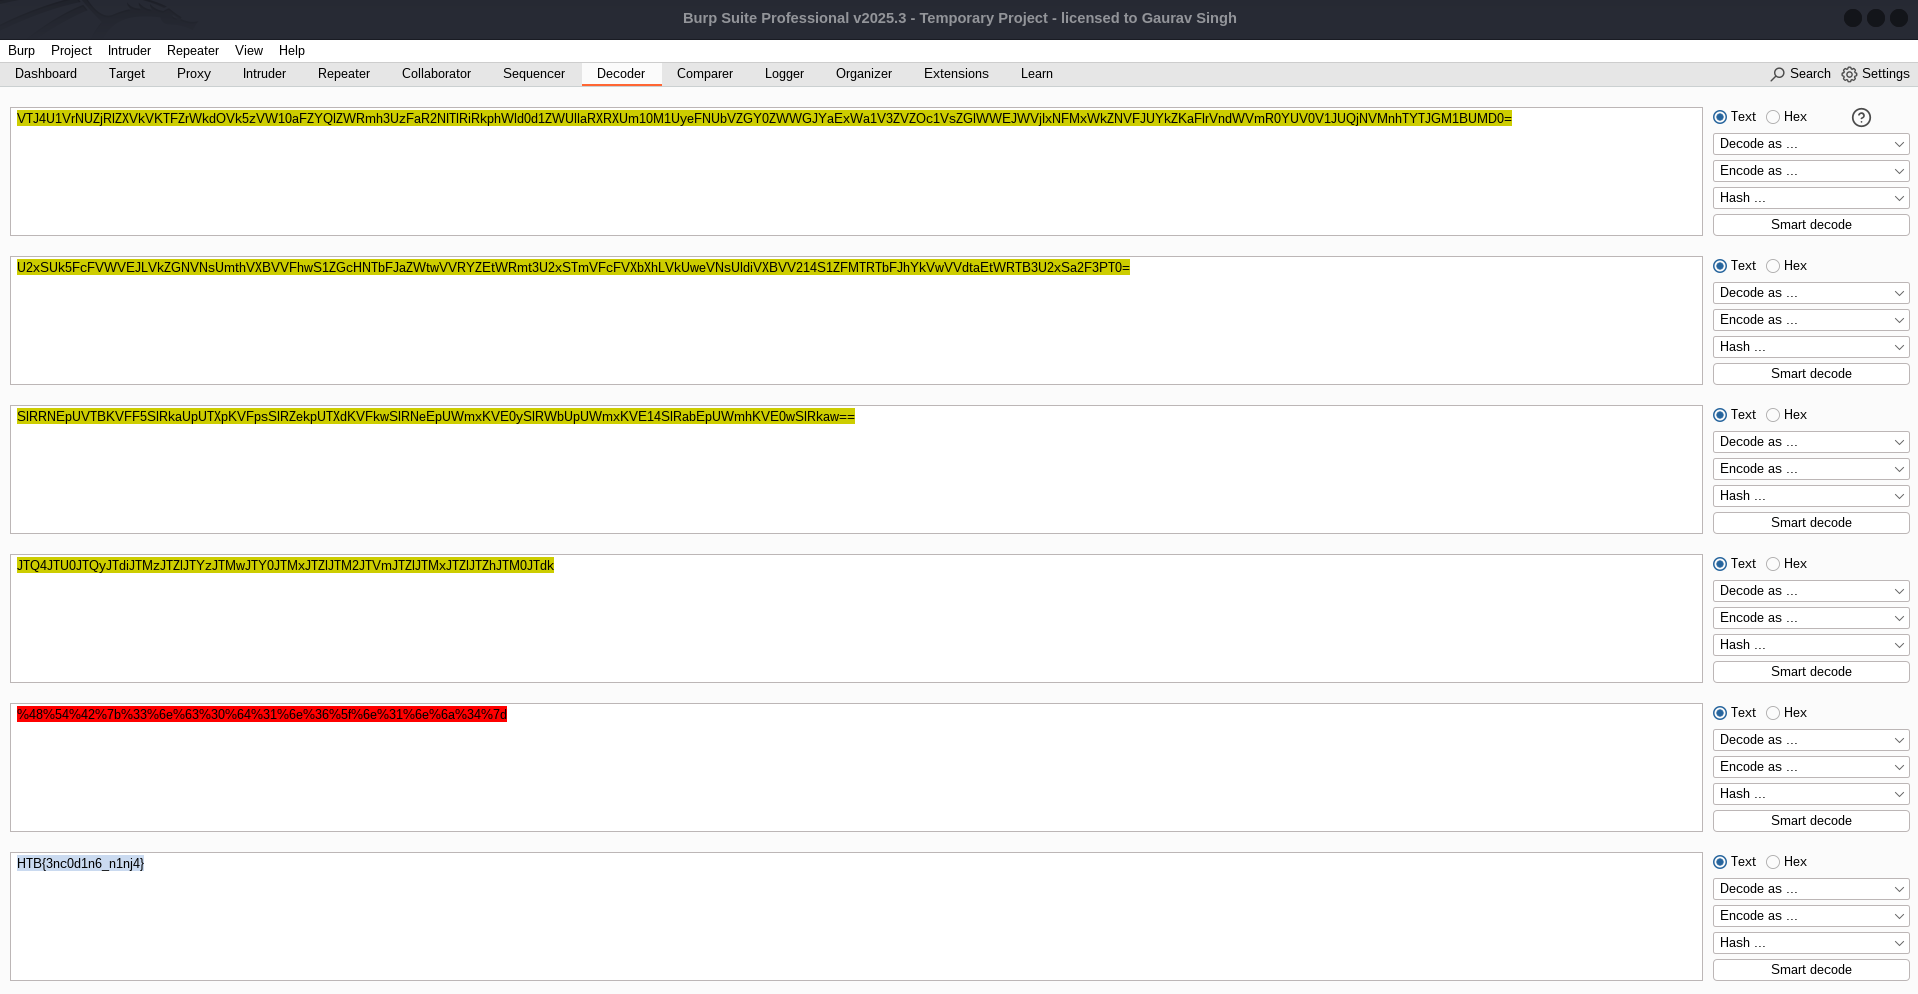 Burp Suite Professional v2025.3 - Temporary Project - licensed to Gaurav Singh
Burp Project Intruder Repeater View Help
Dashboard Target Proxy Intruder Repeater Collaborator Sequencer Decoder Comparer Logger Organizer Extensions Learn Search Settings
VTJ4U1VrNUZjRlZXVkVKTFZrWkdOVk5zVW10aFZYQlZWRmh3UzFaR2NITlRiRkphWld0d1ZWUllaRXRXUm10M1UyeFNUbVZGY0ZWWGJYaExWa1V3ZVZOc1VsZGlWWEJWVjIxNFMxWkZNVFJUYkZKaFlrVndWVmR0YUV0V1JUQjNVMnhTYTJGM1BUMD0=
Text Hex
Decode as ...
Encode as ...
Hash ...
Smart decode
U2xSUk5FcFVWVEJLVkZGNVNsUmthVXBVVFhwS1ZGcHNTbFJaZWtwVVRYZEtWRmt3U2xSTmVFcFVXbXhLVkUweVNsUldiVXBVV214S1ZFMTRTbFJhYkVwVVdtaEtWRTB3U2xSa2F3PT0=
Text Hex
Decode as ...
Encode as ...
Hash ...
Smart decode
SlRRNEpUVTBKVFF5SlRkaUpUTXpKVFpsSlRZekpUTXdKVFkwSlRNeEpUWmxKVE0ySlRWbUpUWmxKVE14SlRabEpUWmhKVE0wSlRkaw==
Text Hex
Decode as ...
Encode as ...
Hash ...
Smart decode
JTQ4JTU0JTQyJTdiJTMzJTZlJTYzJTMwJTY0JTMxJTZlJTM2JTVmJTZlJTMxJTZlJTZhJTM0JTdk
Text Hex
Decode as ...
Encode as ...
Hash ...
Smart decode
%48%54%42%7b%33%6e%63%30%64%31%6e%36%5f%6e%31%6e%6a%34%7d
Text Hex
Decode as ...
Encode as ...
Hash ...
Smart decode
HTB{3nc0d1n6_n1nj4}
Text Hex
Decode as ...
Encode as ...
Hash ...
Smart decode